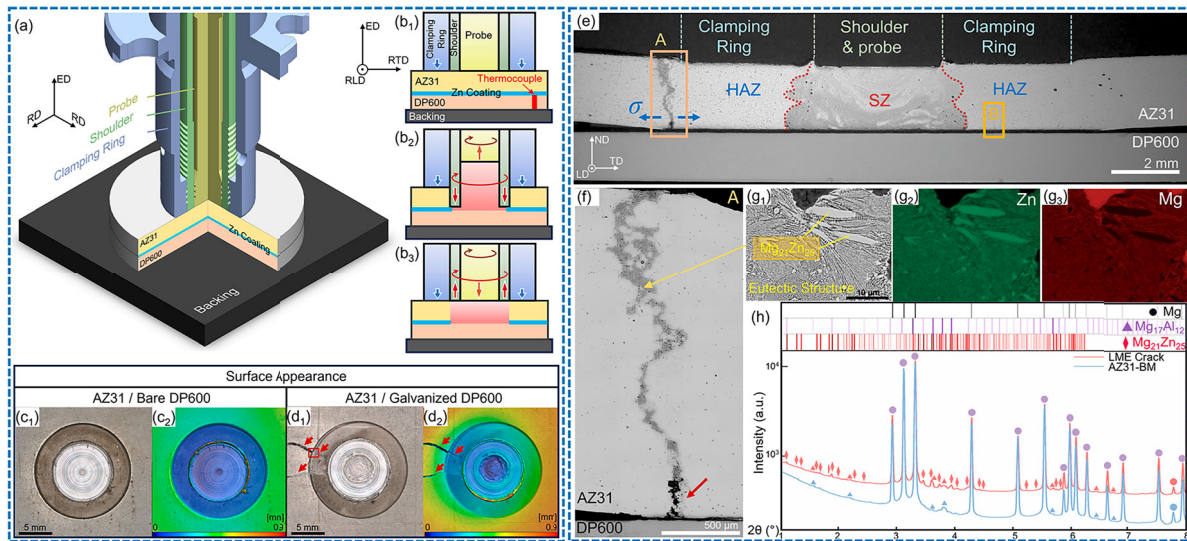 (a)
ED
RD
RD
Probe
Shoulder
Clamping Ring
AZ31
DP600
Zn Coating
Backing
(b₁)
ED
RTD
RLD
Clamping Ring
Shoulder
Probe
AZ31
Thermocouple
Zn Coating
DP600
Backing
(b₂)
(b₃)
Surface Appearance
AZ31 / Bare DP600
AZ31 / Galvanized DP600
(c₁)
5 mm
(c₂)
[mm]
0
0.9
(d₁)
5 mm
(d₂)
[mm]
0
0.9
(e)
A
Clamping
Ring
Shoulder
& probe
Clamping
Ring
HAZ
SZ
HAZ
σ
B
AZ31
DP600
ND
LD
TD
2 mm
(f)
A
AZ31
DP600
500 μm
(g₁)
Mg₂₁Zn₂₅
Eutectic Structure
10 μm
(g₂)
Zn
(g₃)
Mg
(h)
Mg
Mg₁₇Al₁₂
Mg₂₁Zn₂₅
LME Crack
AZ31-BM
Intensity (a.u.)
10⁴
10³
2θ (°)
1
2
3
4
5
6
7
8